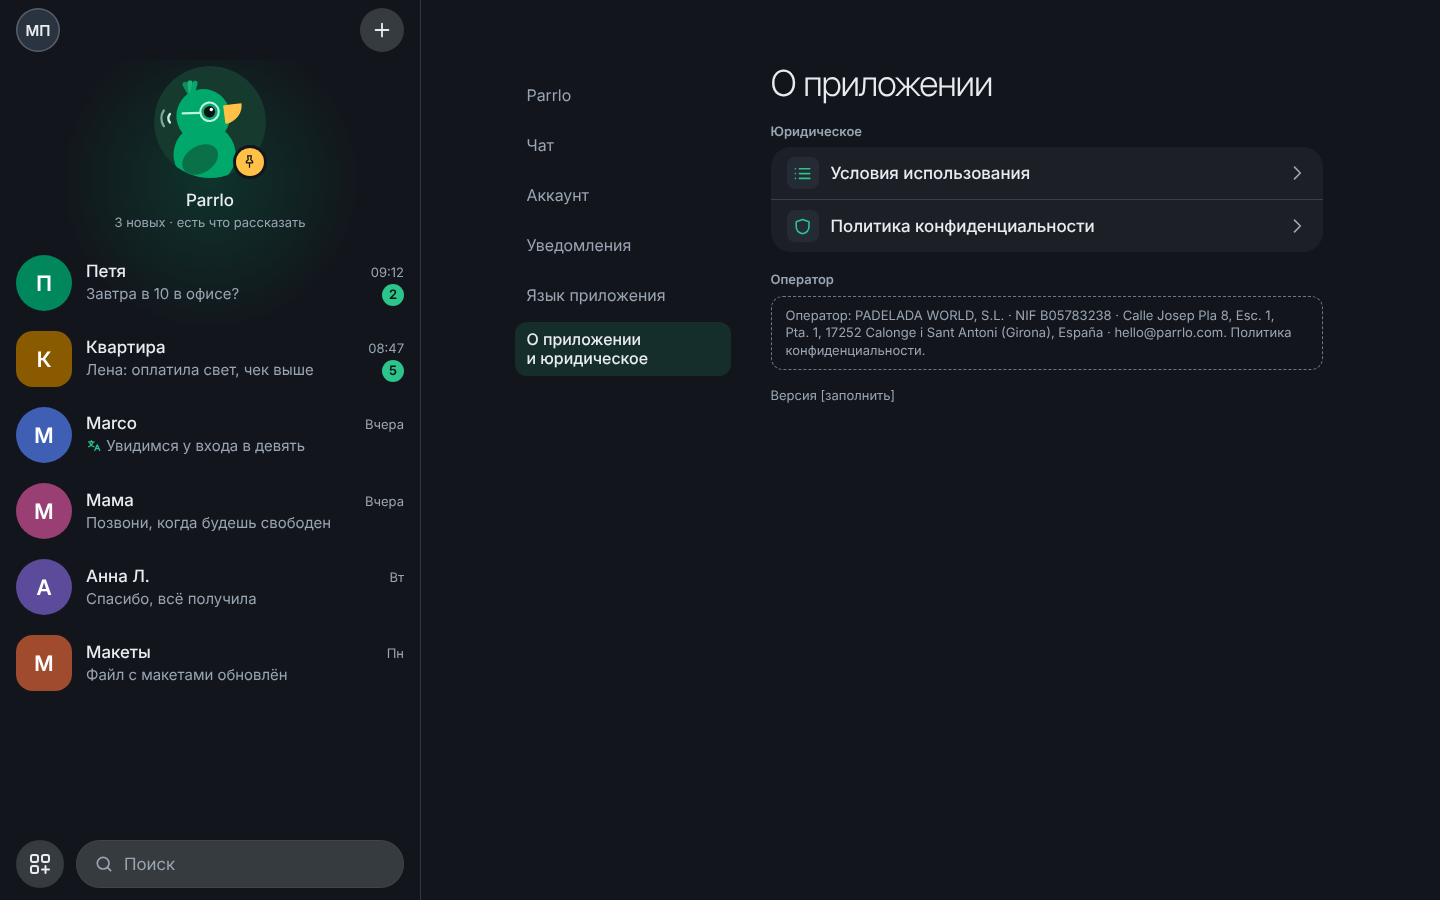 МП
Parrlo
3 новых · есть что рассказать
П
Петя
09:12
Завтра в 10 в офисе?
2
К
Квартира
08:47
Лена: оплатила свет, чек выше
5
M
Marco
Вчера
Увидимся у входа в девять
М
Мама
Вчера
Позвони, когда будешь свободен
А
Анна Л.
Вт
Спасибо, всё получила
М
Макеты
Пн
Файл с макетами обновлён
Поиск
Parrlo
Чат
Аккаунт
Уведомления
Язык приложения
О приложении
и юридическое
О приложении
Юридическое
Условия использования
Политика конфиденциальности
Оператор
Оператор: PADELADA WORLD, S.L. · NIF B05783238 · Calle Josep Pla 8, Esc. 1,
Pta. 1, 17252 Calonge i Sant Antoni (Girona), España · hello@parrlo.com. Политика
конфиденциальности.
Версия [заполнить]